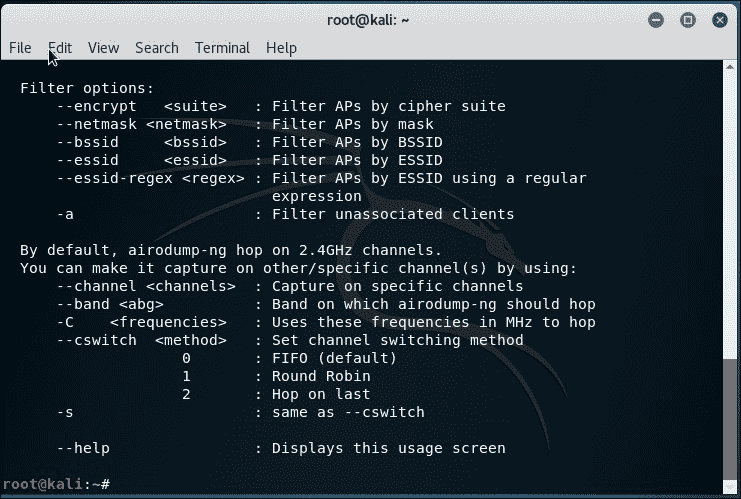 root@kali: ~
File Edit View Search Terminal Help
Filter options:
--encrypt <suite> : Filter APs by cipher suite
--netmask <netmask> : Filter APs by mask
--bssid <bssid> : Filter APs by BSSID
--essid <essid> : Filter APs by ESSID
--essid-regex <regex> : Filter APs by ESSID using a regular
expression
-a : Filter unassociated clients
By default, airodump-ng hop on 2.4GHz channels.
You can make it capture on other/specific channel(s) by using:
--channel <channels> : Capture on specific channels
--band <abg> : Band on which airodump-ng should hop
-C <frequencies> : Uses these frequencies in MHz to hop
--cswitch <method> : Set channel switching method
0 : FIFO (default)
1 : Round Robin
2 : Hop on last
-s : same as --cswitch
--help : Displays this usage screen
root@kali:~#